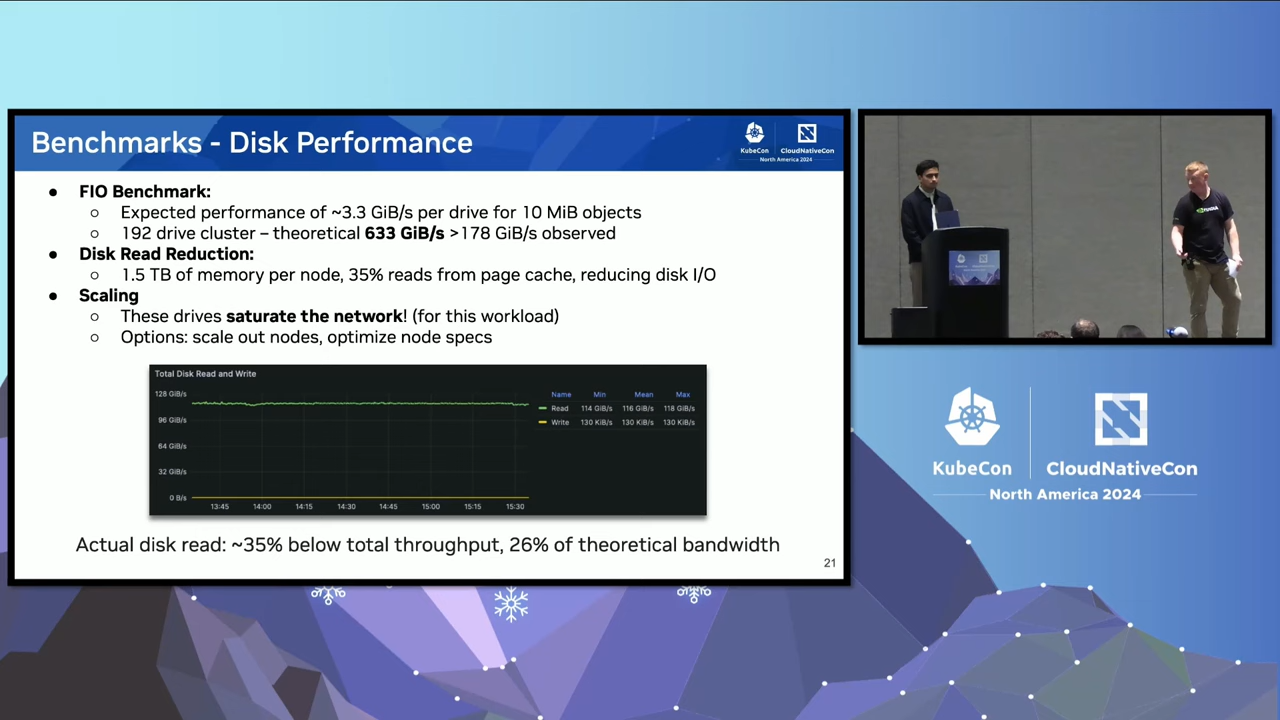 Benchmarks - Disk Performance
KubeCon
CloudNativeCon
North America 2024
● FIO Benchmark:
○ Expected performance of ~3.3 GiB/s per drive for 10 MiB objects
○ 192 drive cluster – theoretical 633 GiB/s >178 GiB/s observed
● Disk Read Reduction:
○ 1.5 TB of memory per node, 35% reads from page cache, reducing disk I/O
● Scaling
○ These drives saturate the network! (for this workload)
○ Options: scale out nodes, optimize node specs
Total Disk Read and Write
128 GiB/s
96 GiB/s
64 GiB/s
32 GiB/s
0 B/s
13:45 14:00 14:15 14:30 14:45 15:00 15:15 15:30
Name Min Mean Max
Read 114 GiB/s 116 GiB/s 118 GiB/s
Write 130 KiB/s 130 KiB/s 130 KiB/s
Actual disk read: ~35% below total throughput, 26% of theoretical bandwidth
21
NVIDIA
KubeCon
CloudNativeCon
North America 2024